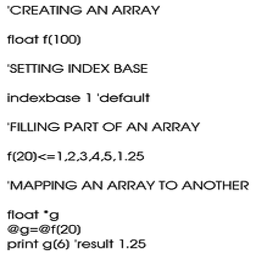 'CREATING AN ARRAY
float f[100]
'SETTING INDEX BASE
indexbase 1 'default
'FILLING PART OF AN ARRAY
f[20]<=1,2,3,4,5,1.25
'MAPPING AN ARRAY TO ANOTHER
float *g
@g=@f[20]
print g[6] 'result 1.25